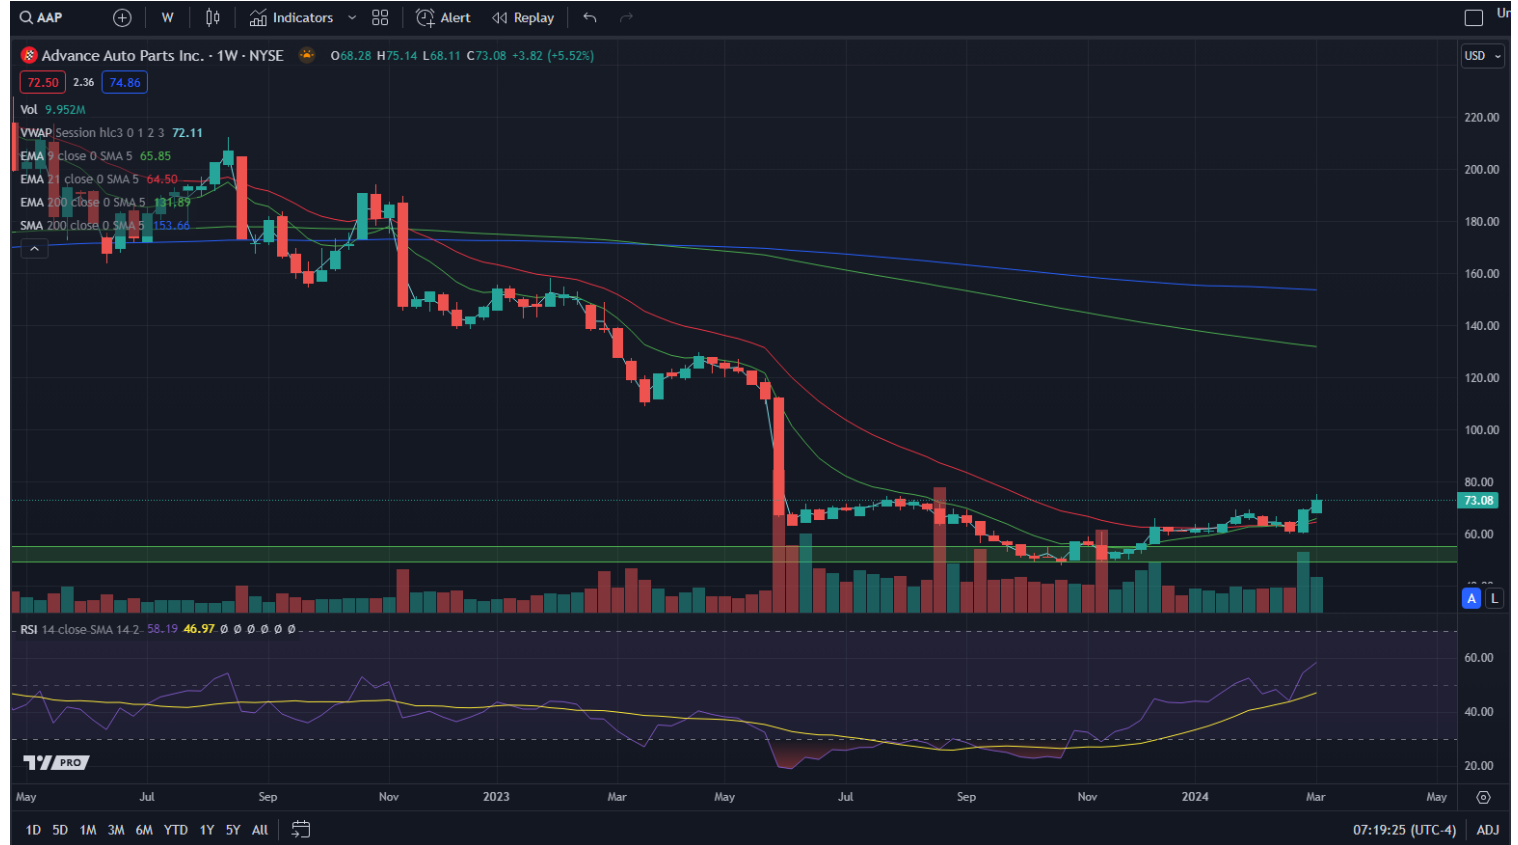 AAP W Indicators Alert Replay Un
Advance Auto Parts Inc. · 1W · NYSE O68.28 H75.14 L68.11 C73.08 +3.82 (+5.52%) USD
72.50 2.36 74.86
Vol 9.952M
VWAP Session hlc3 0 1 2 3 72.11
EMA 9 close 0 SMA 5 65.85
EMA 21 close 0 SMA 5 64.50
EMA 200 close 0 SMA 5 131.89
SMA 200 close 0 SMA 5 153.66
220.00
200.00
180.00
160.00
140.00
120.00
100.00
80.00
73.08
60.00
A L
RSI 14 close SMA 14 2 58.19 46.97 Ø Ø Ø Ø Ø Ø
60.00
40.00
20.00
TV PRO
May Jul Sep Nov 2023 Mar May Jul Sep Nov 2024 Mar May
1D 5D 1M 3M 6M YTD 1Y 5Y All 07:19:25 (UTC-4) ADJ